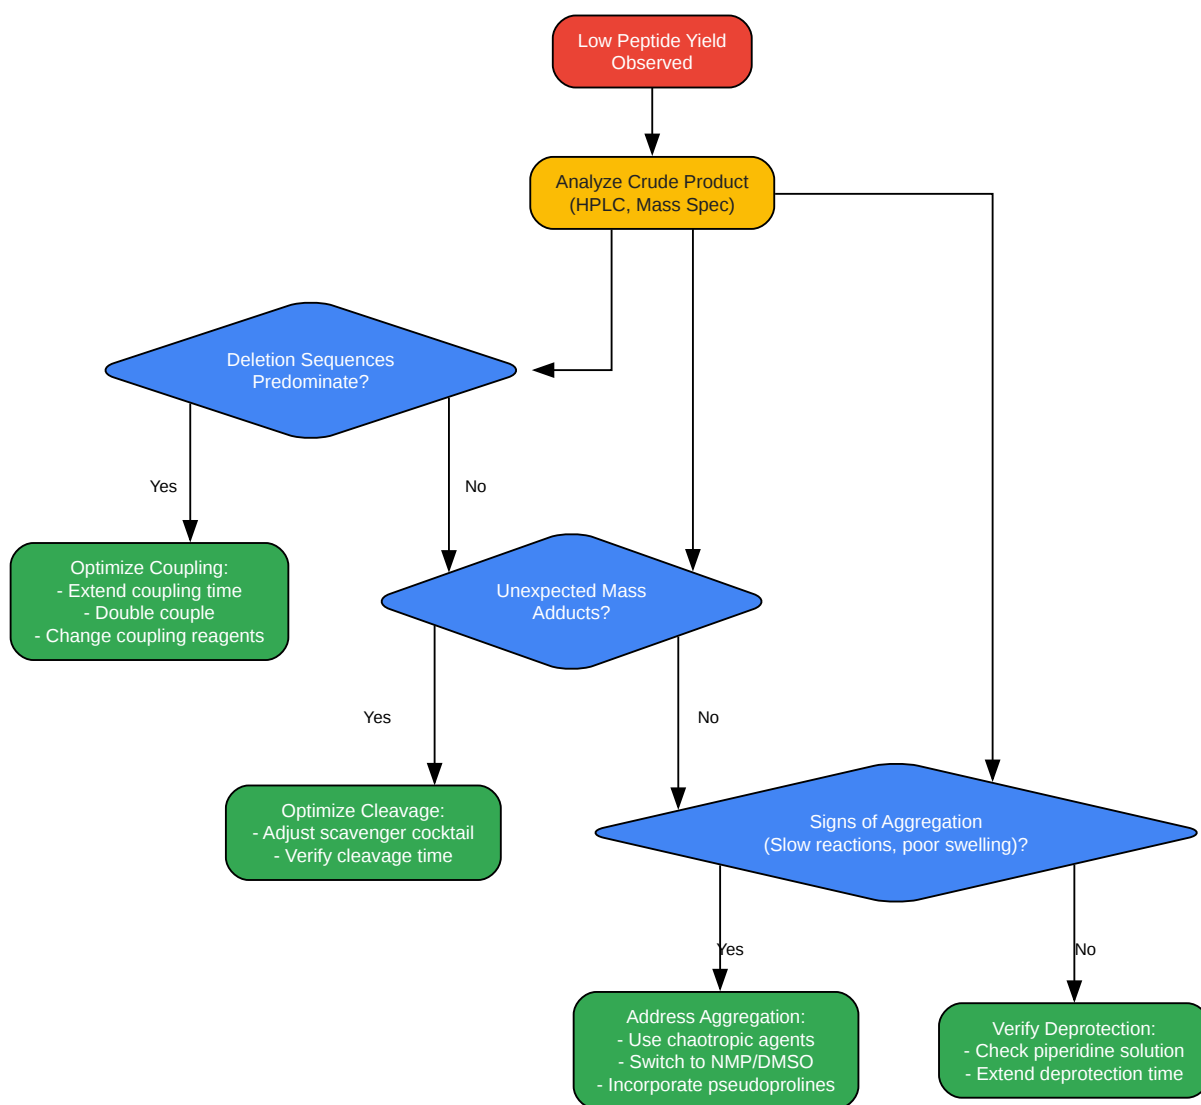 Low Peptide Yield
Observed
Analyze Crude Product
(HPLC, Mass Spec)
Deletion Sequences
Predominate?
Yes
No
Optimize Coupling:
- Extend coupling time
- Double couple
- Change coupling reagents
Unexpected Mass
Adducts?
Yes
No
Optimize Cleavage:
- Adjust scavenger cocktail
- Verify cleavage time
Signs of Aggregation
(Slow reactions, poor swelling)?
Yes
No
Address Aggregation:
- Use chaotropic agents
- Switch to NMP/DMSO
- Incorporate pseudoprolines
Verify Deprotection:
- Check piperidine solution
- Extend deprotection time